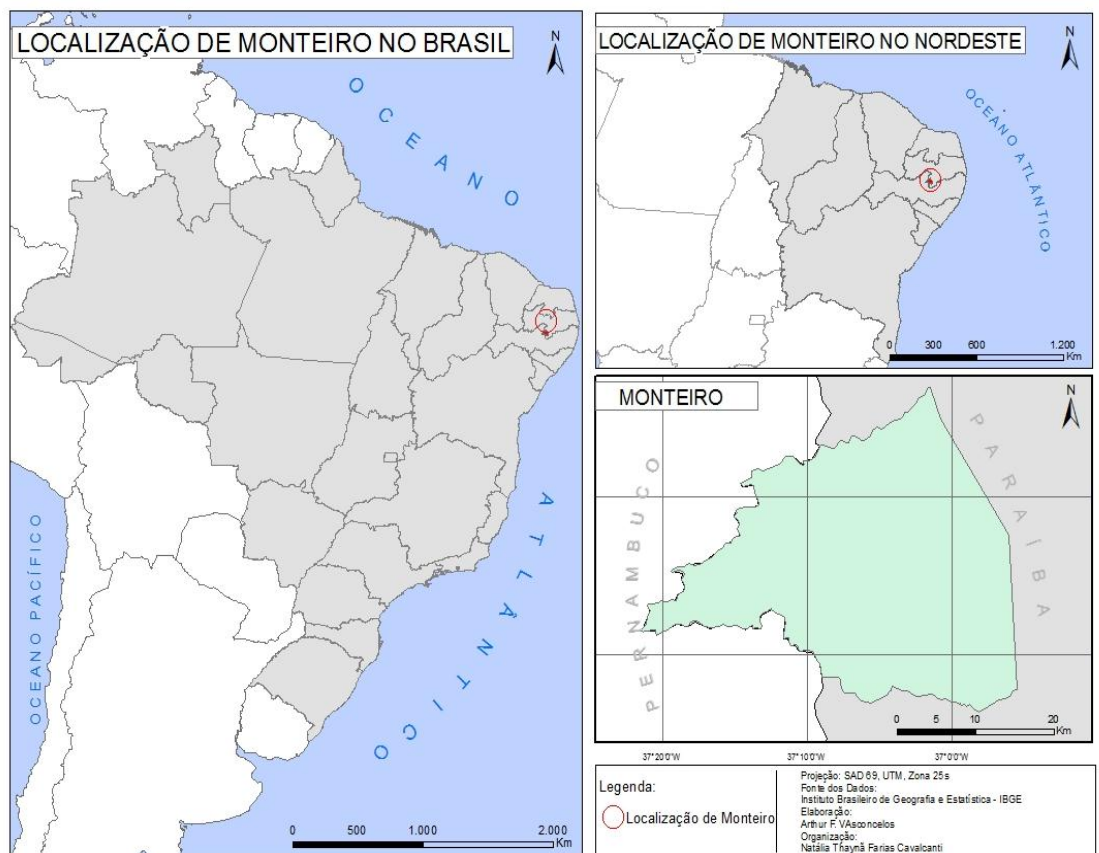 LOCALIZAÇÃO DE MONTEIRO NO BRASIL
N
OCEANO
ATLÂNTICO
OCEANO PACÍFICO
0 500 1.000 2.000
Km
LOCALIZAÇÃO DE MONTEIRO NO NORDESTE
N
OCEANO ATLÂNTICO
0 300 600 1.200
Km
MONTEIRO
N
PERNAMBUCO
PARAÍBA
0 5 10 20
Km
37°20'0"W 37°10'0"W 37°0'0"W
Legenda:
Localização de Monteiro
Projeção: SAD 69, UTM, Zona 25s
Fonte dos Dados:
Instituto Brasileiro de Geografia e Estatística - IBGE
Elaboração:
Arthur F. VAsconcelos
Organização:
Natália Thaynã Farias Cavalcanti